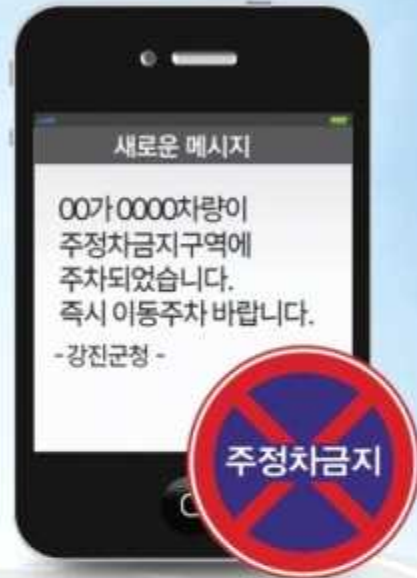 새로운 메시지
00가 0000차량이
주정차금지구역에
주차되었습니다.
즉시 이동주차 바랍니다.
- 강진군청 -
주정차금지